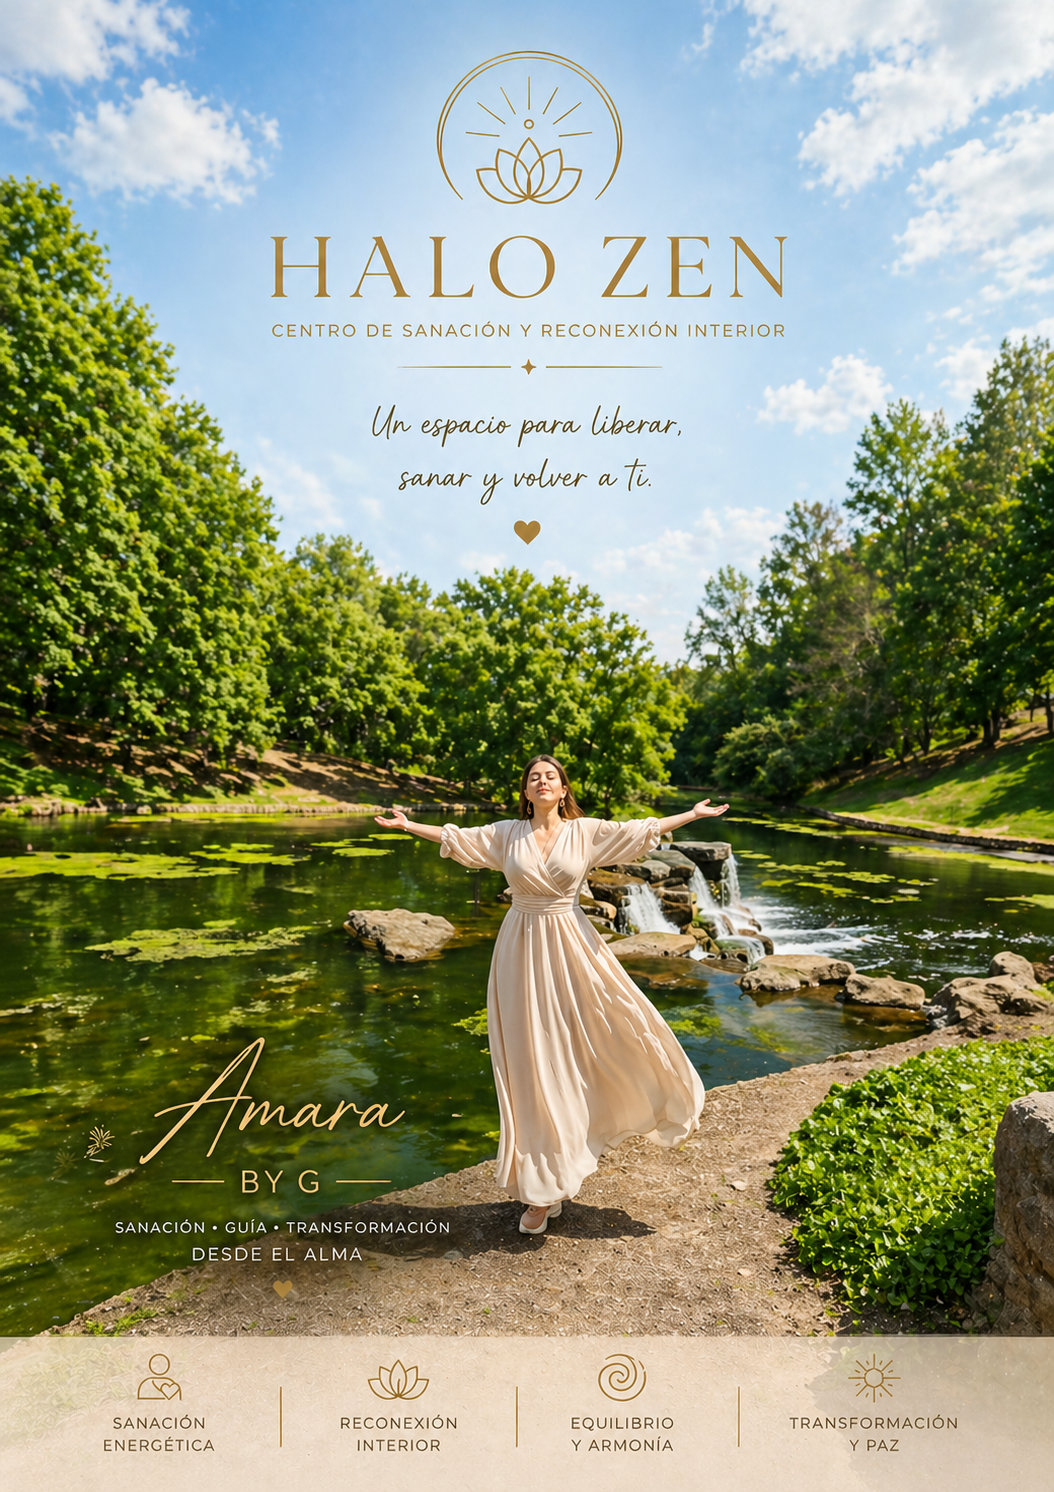 HALO ZEN
CENTRO DE SANACIÓN Y RECONEXIÓN INTERIOR
Un espacio para liberar,
sanar y volver a ti.
Amara
BY G
SANACIÓN • GUÍA • TRANSFORMACIÓN
DESDE EL ALMA
SANACIÓN
ENERGÉTICA
RECONEXIÓN
INTERIOR
EQUILIBRIO
Y ARMONÍA
TRANSFORMACIÓN
Y PAZ